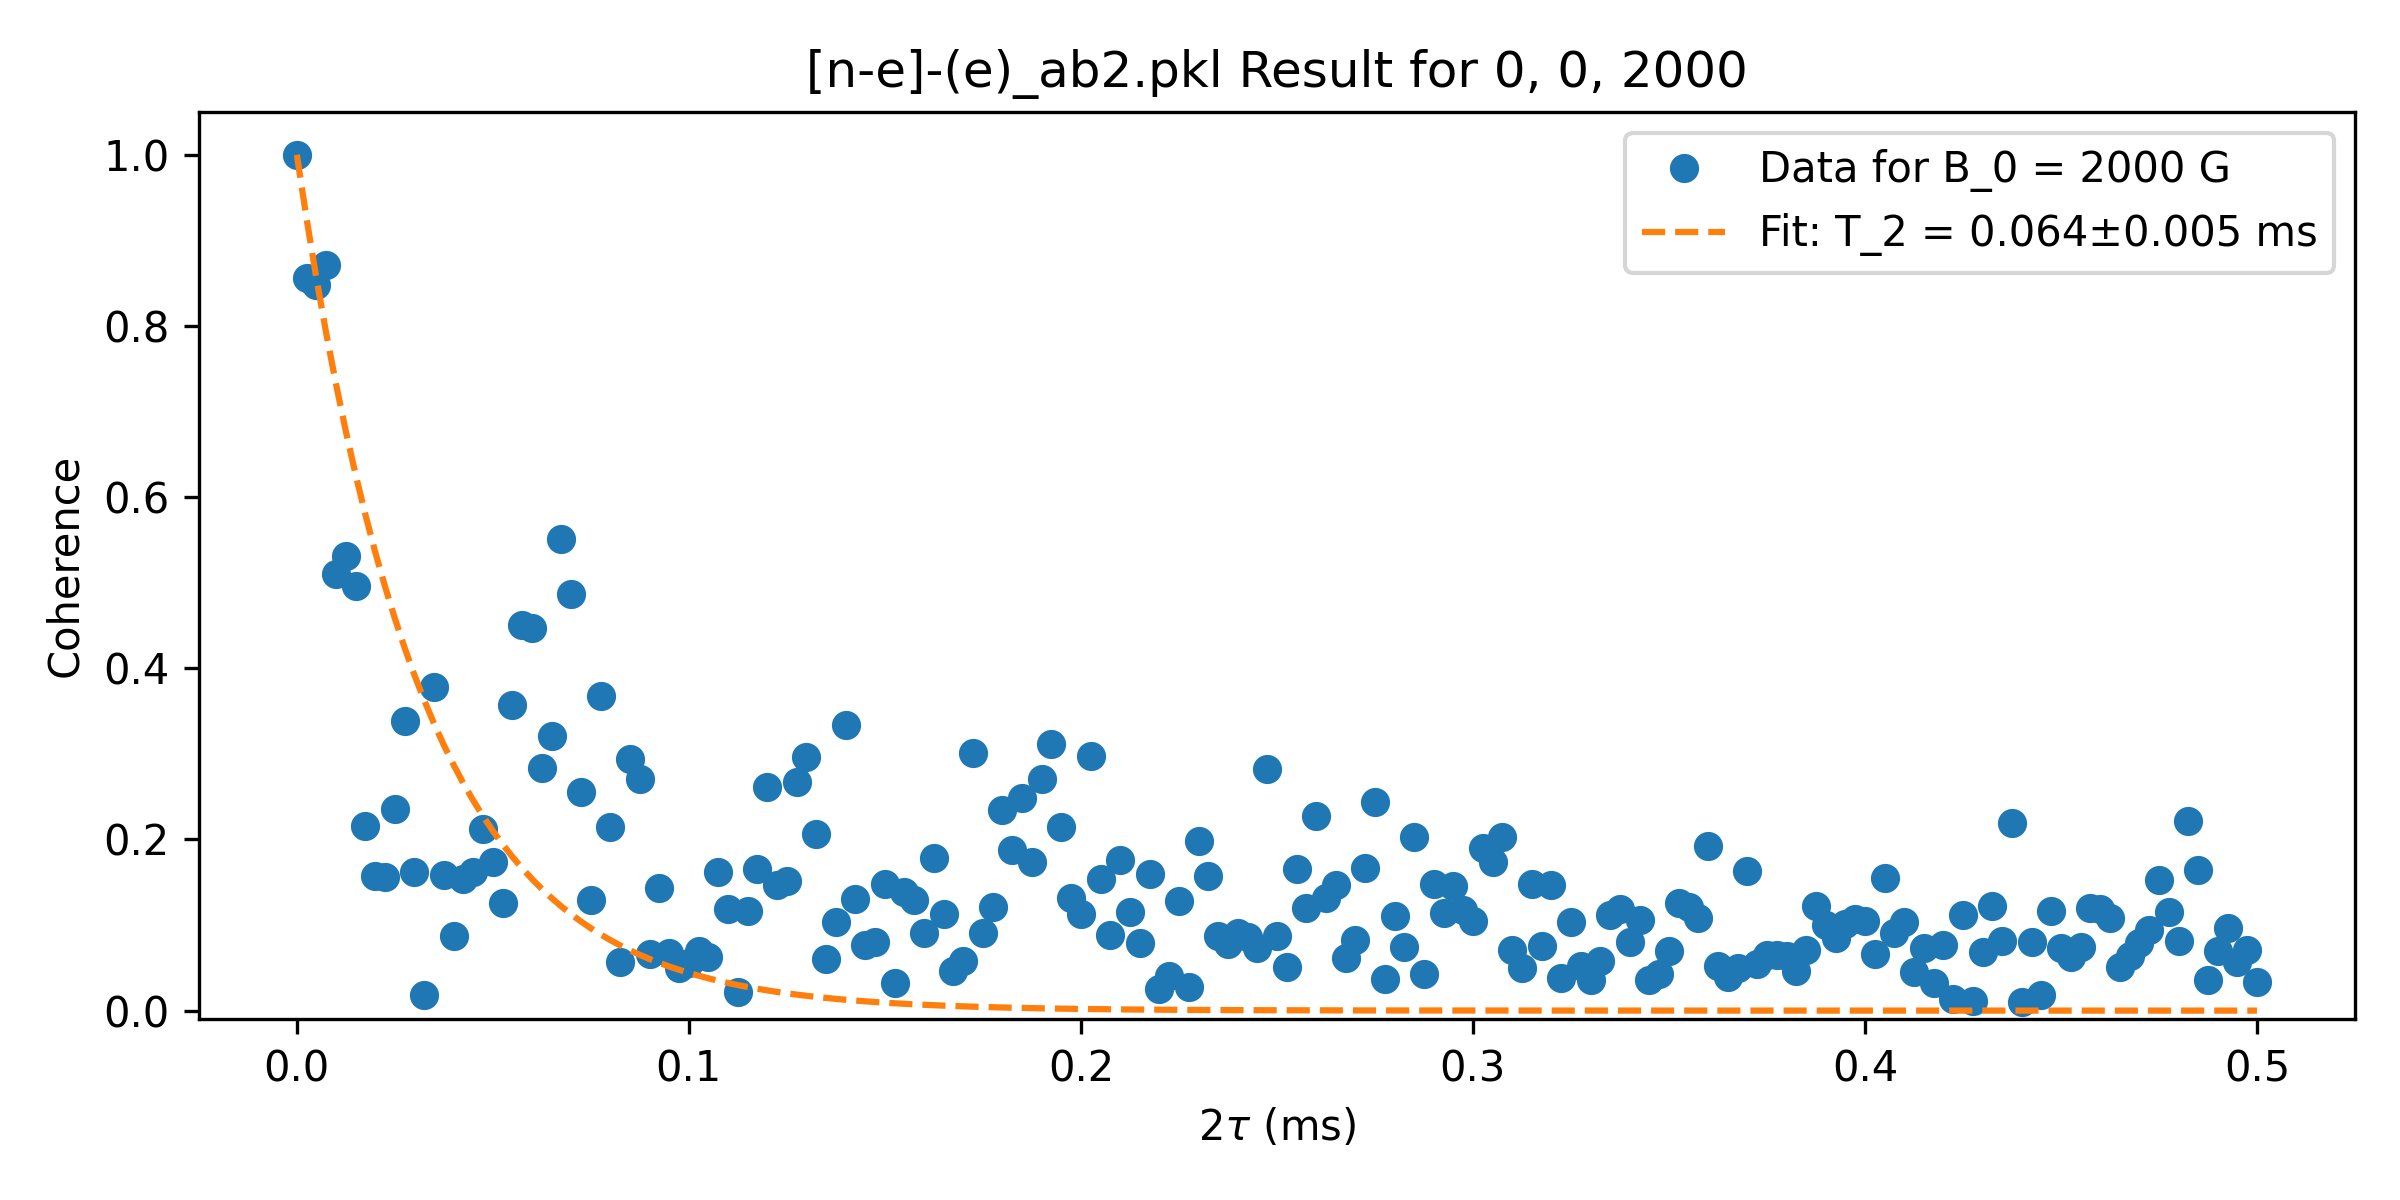 [n-e]-(e)_ab2.pkl Result for 0, 0, 2000
Data for B_0 = 2000 G
Fit: T_2 = 0.064±0.005 ms
Coherence
1.0
0.8
0.6
0.4
0.2
0.0
0.0 0.1 0.2 0.3 0.4 0.5
2τ (ms)